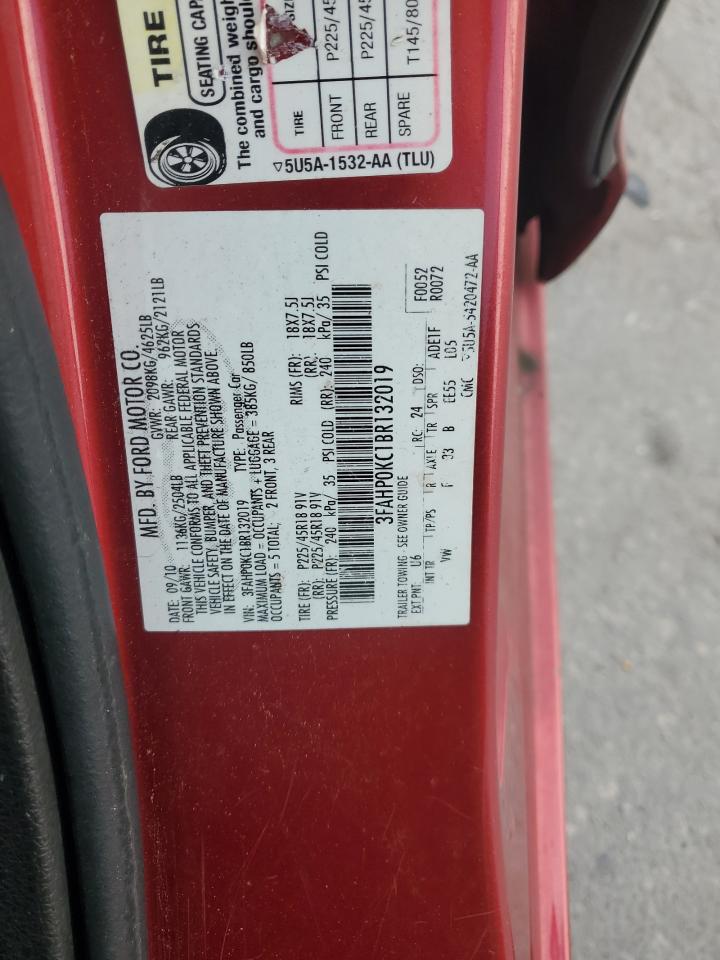 TIRE
SEATING CAP
The combined weigh
and cargo shoul
TIRE SIZE
FRONT P225/45
REAR P225/45
SPARE T145/80
▽5U5A-1532-AA (TLU)
MFD. BY FORD MOTOR CO.
DATE: 09/10 GVWR: 2098KG/4625LB
FRONT GAWR: 1136KG/2504LB REAR GAWR: 962KG/2121LB
THIS VEHICLE CONFORMS TO ALL APPLICABLE FEDERAL MOTOR
VEHICLE SAFETY, BUMPER, AND THEFT PREVENTION STANDARDS
IN EFFECT ON THE DATE OF MANUFACTURE SHOWN ABOVE.
VIN: 3FAHP0KC1BR132019 TYPE: Passenger Car
MAXIMUM LOAD = OCCUPANTS + LUGGAGE = 385KG/ 850LB
OCCUPANTS = 5 TOTAL; 2 FRONT, 3 REAR
TIRE (FR): P225/45R18 91V RIMS (FR): 18X7.5J
(RR): P225/45R18 91V (RR): 18X7.5J
PRESSURE (FR): 240 kPa/ 35 PSI COLD (RR): 240 kPa/ 35 PSI COLD
3FAHP0KC1BR132019
TRAILER TOWING - SEE OWNER GUIDE F0052
EXT PNT: U6 RC: 24 DSO: R0072
INT TR TP/PS R AXLE TR SPR ADE1F
VW F 33 B EE55 L05
CMC ▽5U5A-5420472-AA